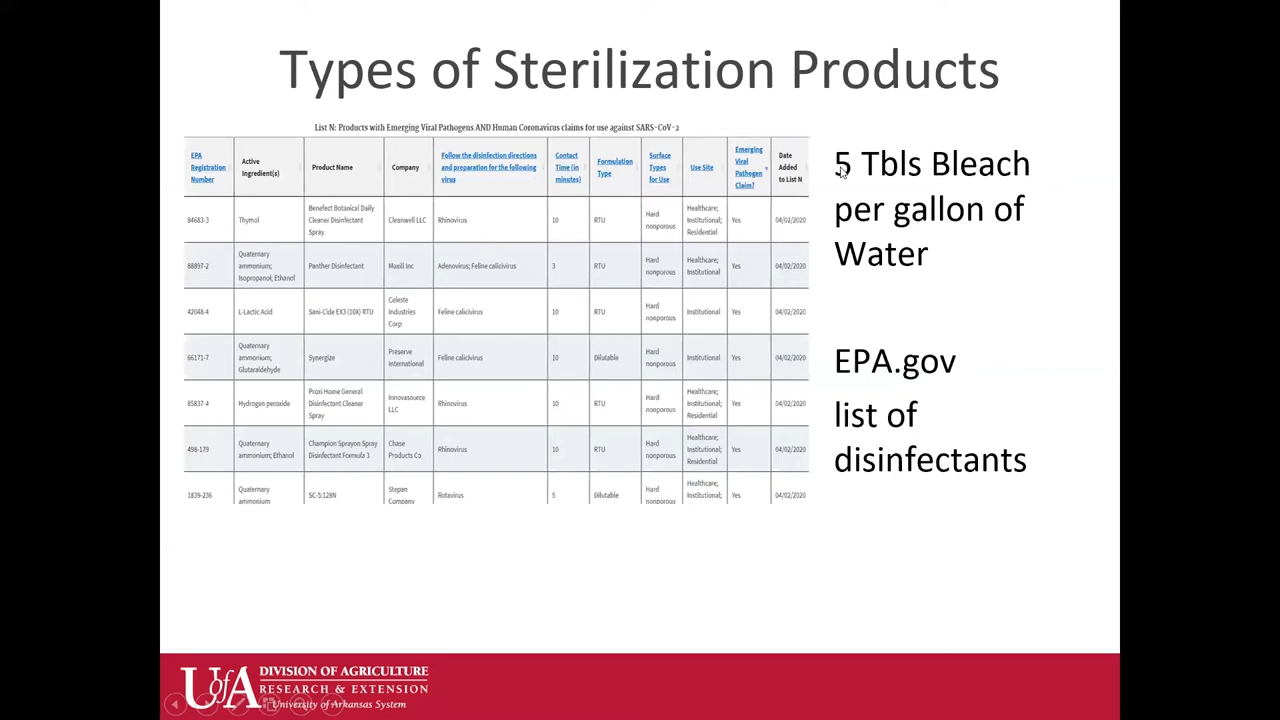 Types of Sterilization Products
List N: Products with Emerging Viral Pathogens AND Human Coronavirus claims for use against SARS-CoV-2
EPA Registration Number | Active Ingredient(s) | Product Name | Company | Follow the disinfection directions and preparation for the following virus | Contact Time (in minutes) | Formulation Type | Surface Types for Use | Use Site | Emerging Viral Pathogen Claim? | Date Added to List N
84683-3 | Thymol | Benefect Botanical Daily Cleaner Disinfectant Spray | Cleanwell LLC | Rhinovirus | 10 | RTU | Hard nonporous | Healthcare; Institutional; Residential | Yes | 04/02/2020
88897-2 | Quaternary ammonium; Isopropanol; Ethanol | Panther Disinfectant | Maxill Inc | Adenovirus; Feline calicivirus | 3 | RTU | Hard nonporous | Healthcare; Institutional | Yes | 04/02/2020
42048-4 | L-Lactic Acid | Sani-Cide EX3 (10X) RTU | Celeste Industries Corp | Feline calicivirus | 10 | RTU | Hard nonporous | Institutional | Yes | 04/02/2020
66171-7 | Quaternary ammonium; Glutaraldehyde | Synergize | Preserve International | Feline calicivirus | 10 | Dilutable | Hard nonporous | Institutional | Yes | 04/02/2020
85837-4 | Hydrogen peroxide | Proxi Home General Disinfectant Cleaner Spray | Innovasource LLC | Rhinovirus | 10 | RTU | Hard nonporous | Healthcare; Institutional; Residential | Yes | 04/02/2020
498-179 | Quaternary ammonium; Ethanol | Champion Sprayon Spray Disinfectant Formula 3 | Chase Products Co | Rhinovirus | 10 | RTU | Hard nonporous | Healthcare; Institutional; Residential | Yes | 04/02/2020
1839-236 | Quaternary ammonium | SC-5:128N | Stepan Company | Rotavirus | 5 | Dilutable | Hard nonporous | Healthcare; Institutional; | Yes | 04/02/2020
5 Tbls Bleach
per gallon of
Water
EPA.gov
list of
disinfectants
UofA
DIVISION OF AGRICULTURE
RESEARCH & EXTENSION
University of Arkansas System